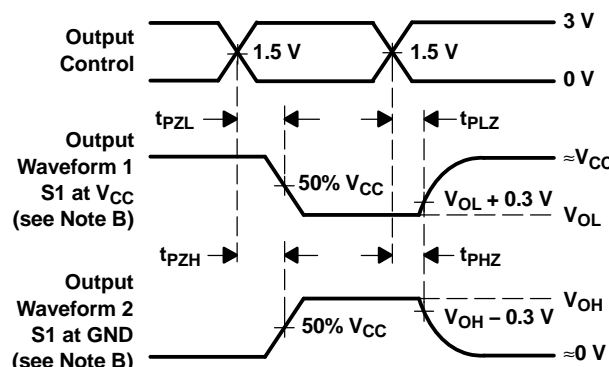 Output
Control
1.5 V
1.5 V
3 V
0 V
tPZL
tPLZ
Output
Waveform 1
S1 at VCC
(see Note B)
50% VCC
≈VCC
VOL + 0.3 V
VOL
tPZH
tPHZ
Output
Waveform 2
S1 at GND
(see Note B)
50% VCC
VOH
VOH – 0.3 V
≈0 V